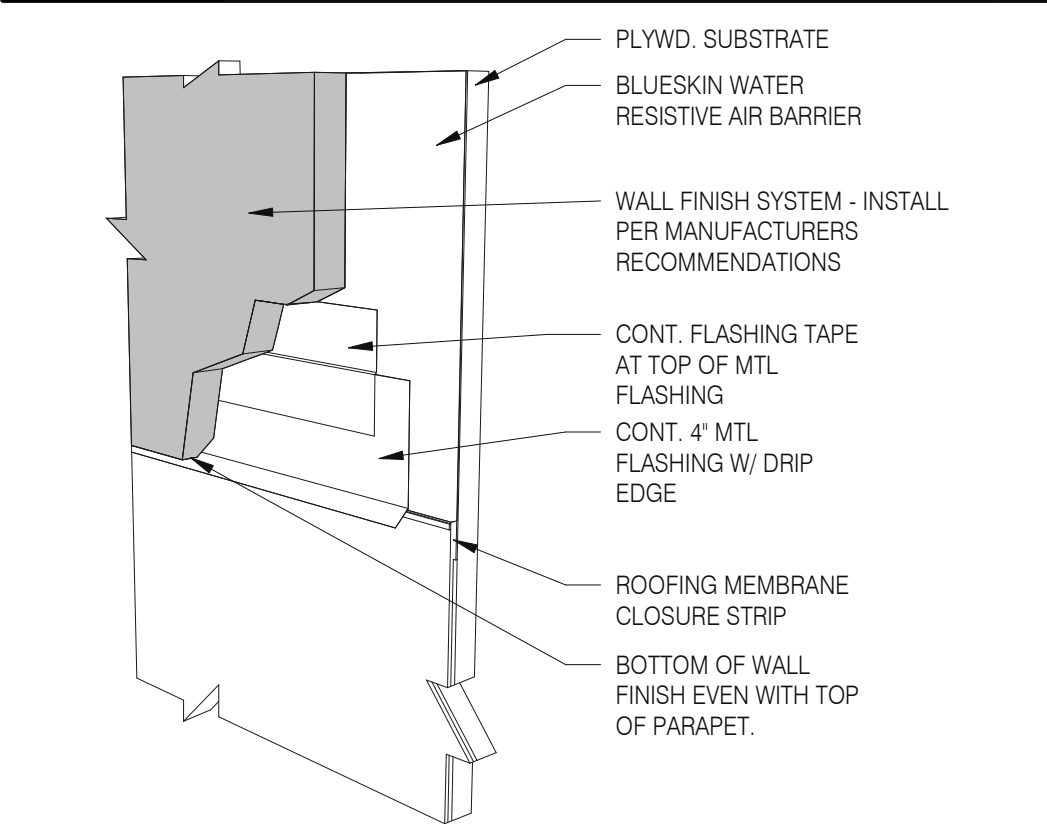 PLYWD. SUBSTRATE
BLUESKIN WATER
RESISTIVE AIR BARRIER
WALL FINISH SYSTEM - INSTALL
PER MANUFACTURERS
RECOMMENDATIONS
CONT. FLASHING TAPE
AT TOP OF MTL
FLASHING
CONT. 4" MTL
FLASHING W/ DRIP
EDGE
ROOFING MEMBRANE
CLOSURE STRIP
BOTTOM OF WALL
FINISH EVEN WITH TOP
OF PARAPET.